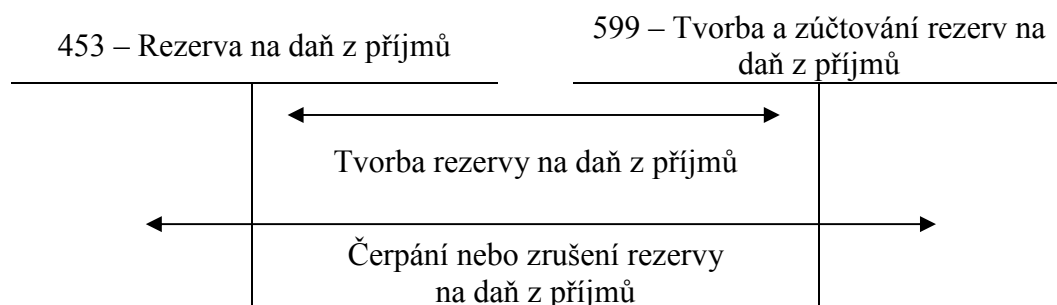 453 – Rezerva na daň z příjmů
599 – Tvorba a zúčtování rezerv na
daň z příjmů
Tvorba rezervy na daň z příjmů
Čerpání nebo zrušení rezervy
na daň z příjmů